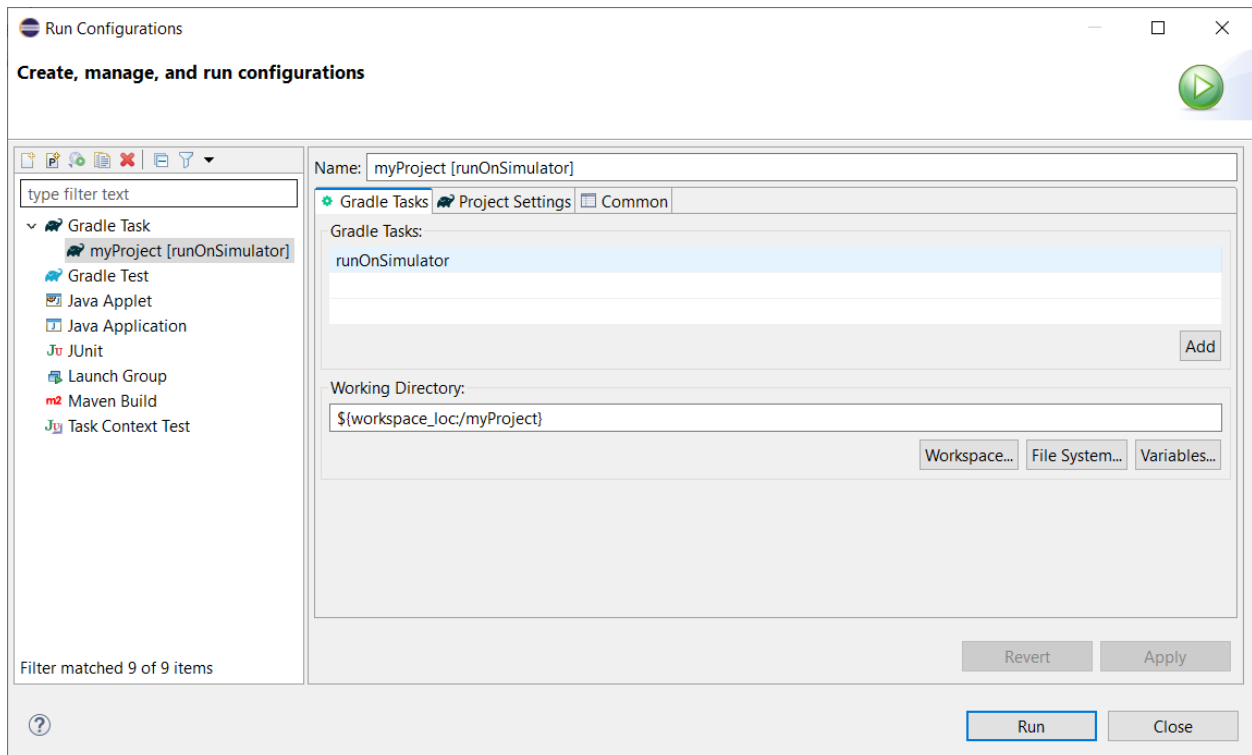 Run Configurations
Create, manage, and run configurations
type filter text
Gradle Task
myProject [runOnSimulator]
Gradle Test
Java Applet
Java Application
Ju JUnit
Launch Group
m2 Maven Build
Ju Task Context Test
Filter matched 9 of 9 items
Name: myProject [runOnSimulator]
Gradle Tasks Project Settings Common
Gradle Tasks:
runOnSimulator
Add
Working Directory:
${workspace_loc:/myProject}
Workspace... File System... Variables...
Revert Apply
Run Close